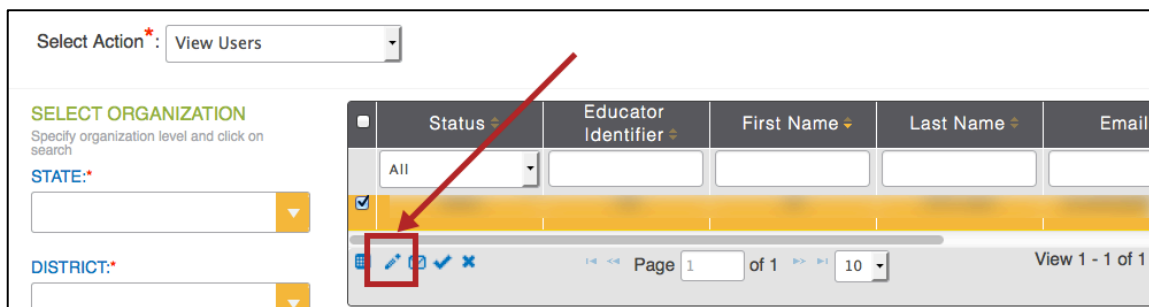 Select Action*: View Users
SELECT ORGANIZATION
Specify organization level and click on
search
STATE:*
DISTRICT:*
Status
Educator
Identifier
First Name
Last Name
Email
All
Page 1 of 1 10
View 1 - 1 of 1